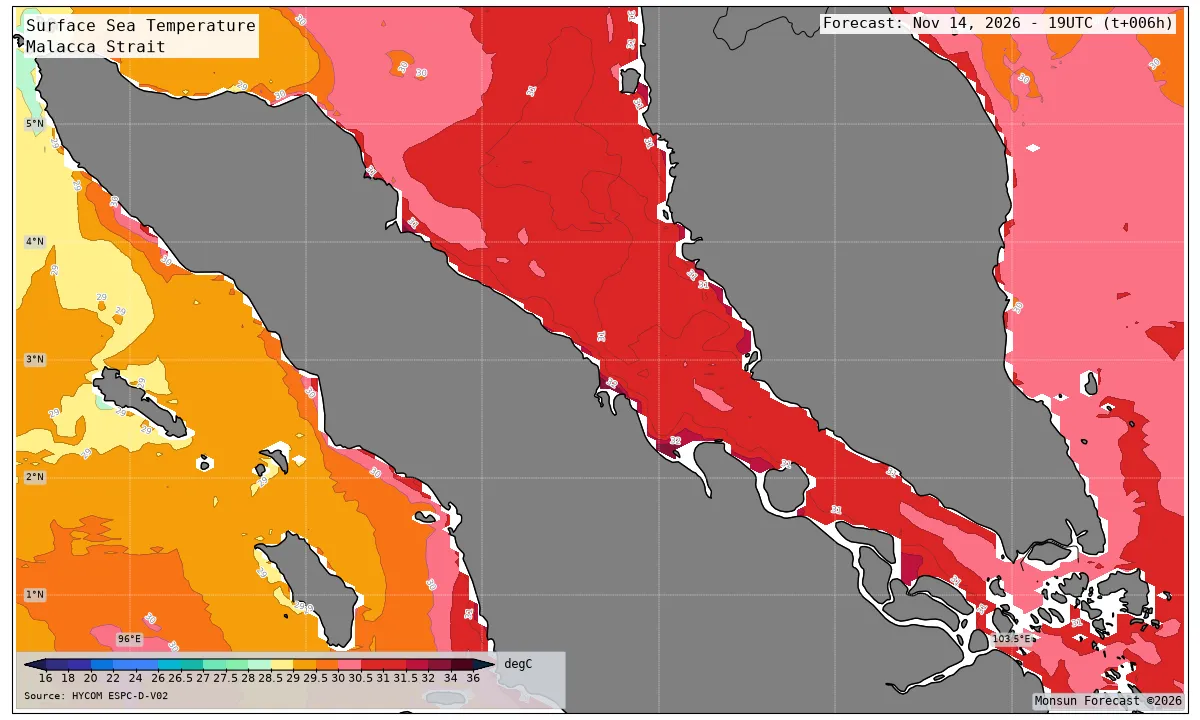 Surface Sea Temperature
Malacca Strait
Forecast: Nov 14, 2026 - 19UTC (t+006h)
5°N
4°N
3°N
2°N
1°N
96°E
103.5°E
degC
16 18 20 22 24 26 26.5 27 27.5 28 28.5 29 29.5 30 30.5 31 31.5 32 34 36
Source: HYCOM ESPC-D-V02
Monsun Forecast ©2026